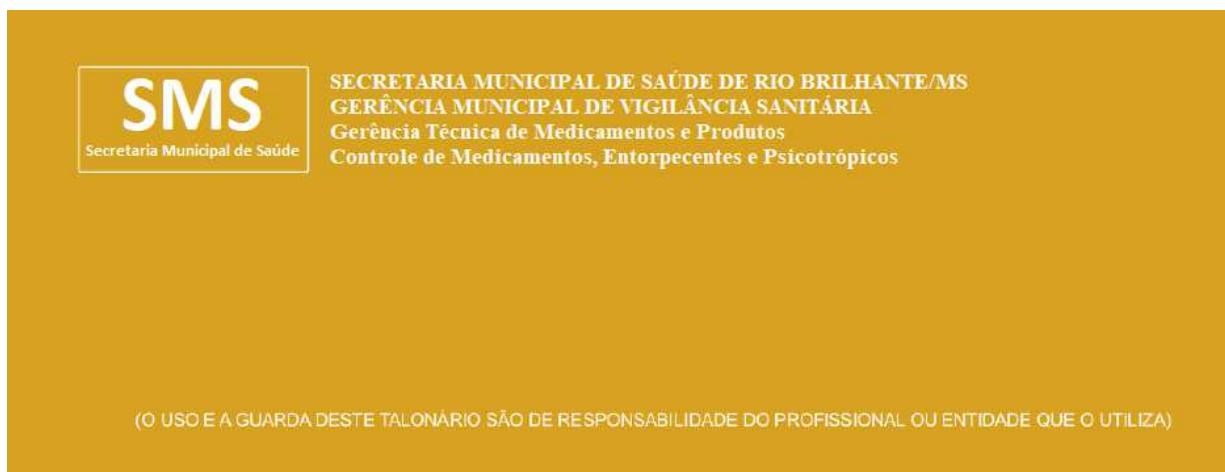 SMS
Secretaria Municipal de Saúde
SECRETARIA MUNICIPAL DE SAÚDE DE RIO BRILHANTE/MS
GERÊNCIA MUNICIPAL DE VIGILÂNCIA SANITÁRIA
Gerência Técnica de Medicamentos e Produtos
Controle de Medicamentos, Entorpecentes e Psicotrópicos
(O USO E A GUARDA DESTE TALONÁRIO SÃO DE RESPONSABILIDADE DO PROFISSIONAL OU ENTIDADE QUE O UTILIZA)